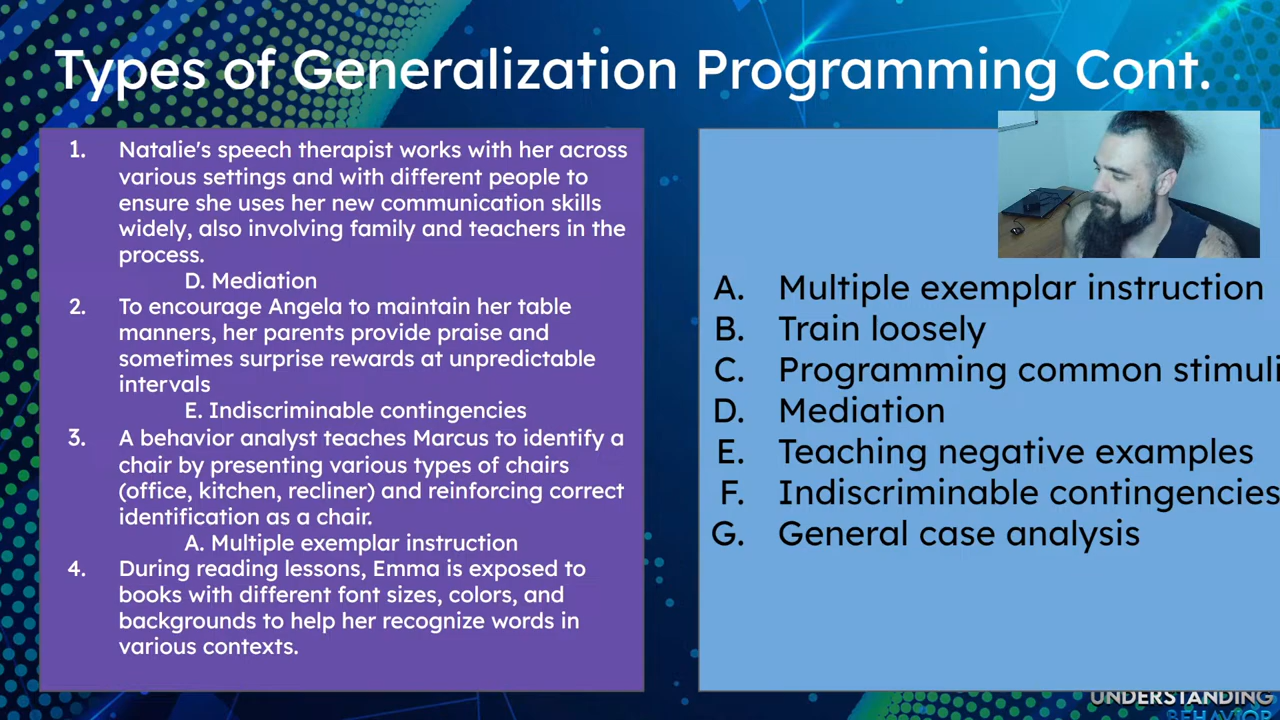 Types of Generalization Programming Cont.
1. Natalie's speech therapist works with her across
various settings and with different people to
ensure she uses her new communication skills
widely, also involving family and teachers in the
process.
D. Mediation
2. To encourage Angela to maintain her table
manners, her parents provide praise and
sometimes surprise rewards at unpredictable
intervals
E. Indiscriminable contingencies
3. A behavior analyst teaches Marcus to identify a
chair by presenting various types of chairs
(office, kitchen, recliner) and reinforcing correct
identification as a chair.
A. Multiple exemplar instruction
4. During reading lessons, Emma is exposed to
books with different font sizes, colors, and
backgrounds to help her recognize words in
various contexts.
A. Multiple exemplar instruction
B. Train loosely
C. Programming common stimuli
D. Mediation
E. Teaching negative examples
F. Indiscriminable contingencies
G. General case analysis
UNDERSTANDING
BEHAVIOR